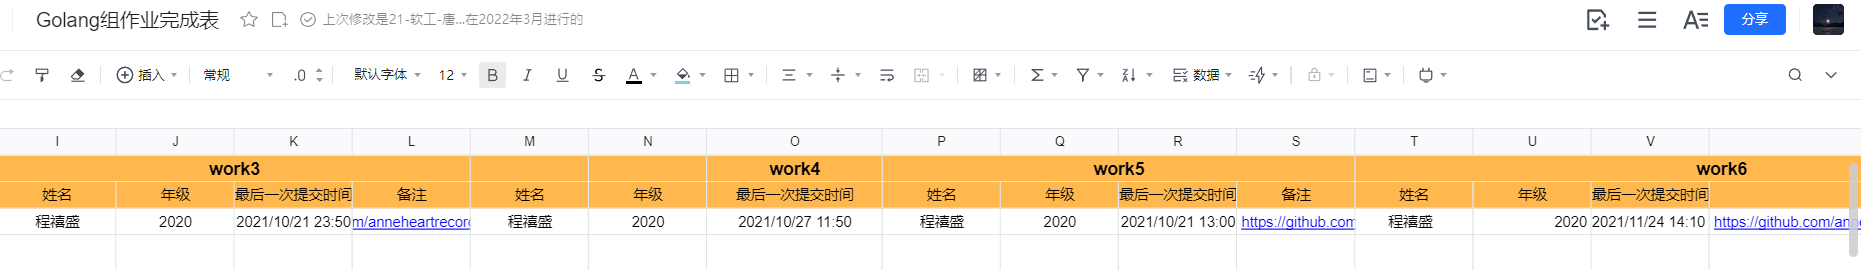 Golang组作业完成表 上次修改是21-软工-唐...在2022年3月进行的 分享
插入 常规 .0 默认字体 12 B I U S A 数据
I J K L M N O P Q R S T U V
work3 work4 work5 work6
姓名 年级 最后一次提交时间 备注 姓名 年级 最后一次提交时间 姓名 年级 最后一次提交时间 备注 姓名 年级 最后一次提交时间
程禧盛 2020 2021/10/21 23:50 m/anneheartrecor 程禧盛 2020 2021/10/27 11:50 程禧盛 2020 2021/10/21 13:00 https://github.com 程禧盛 2020 2021/11/24 14:10 https://github.com/anne